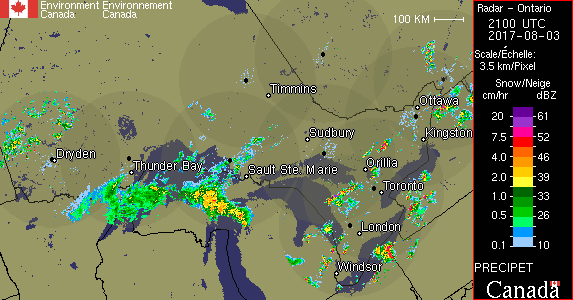 Environment Environnement
Canada Canada
100 KM
Radar - Ontario
2100 UTC
2017-08-03
Scale/Échelle:
3.5 km/Pixel
Snow/Neige
cm/hr dBZ
20 61
7.5 52
4.0 46
2.0 39
1.0 33
0.5 26
0.1 10
PRECIPET
Canada
Timmins
Ottawa
Sudbury
Kingston
Dryden
Thunder Bay
Sault Ste. Marie
Orillia
Toronto
London
Windsor